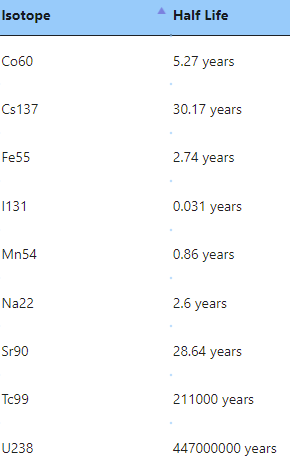 Isotope Half Life
Co60 5.27 years
Cs137 30.17 years
Fe55 2.74 years
I131 0.031 years
Mn54 0.86 years
Na22 2.6 years
Sr90 28.64 years
Tc99 211000 years
U238 447000000 years